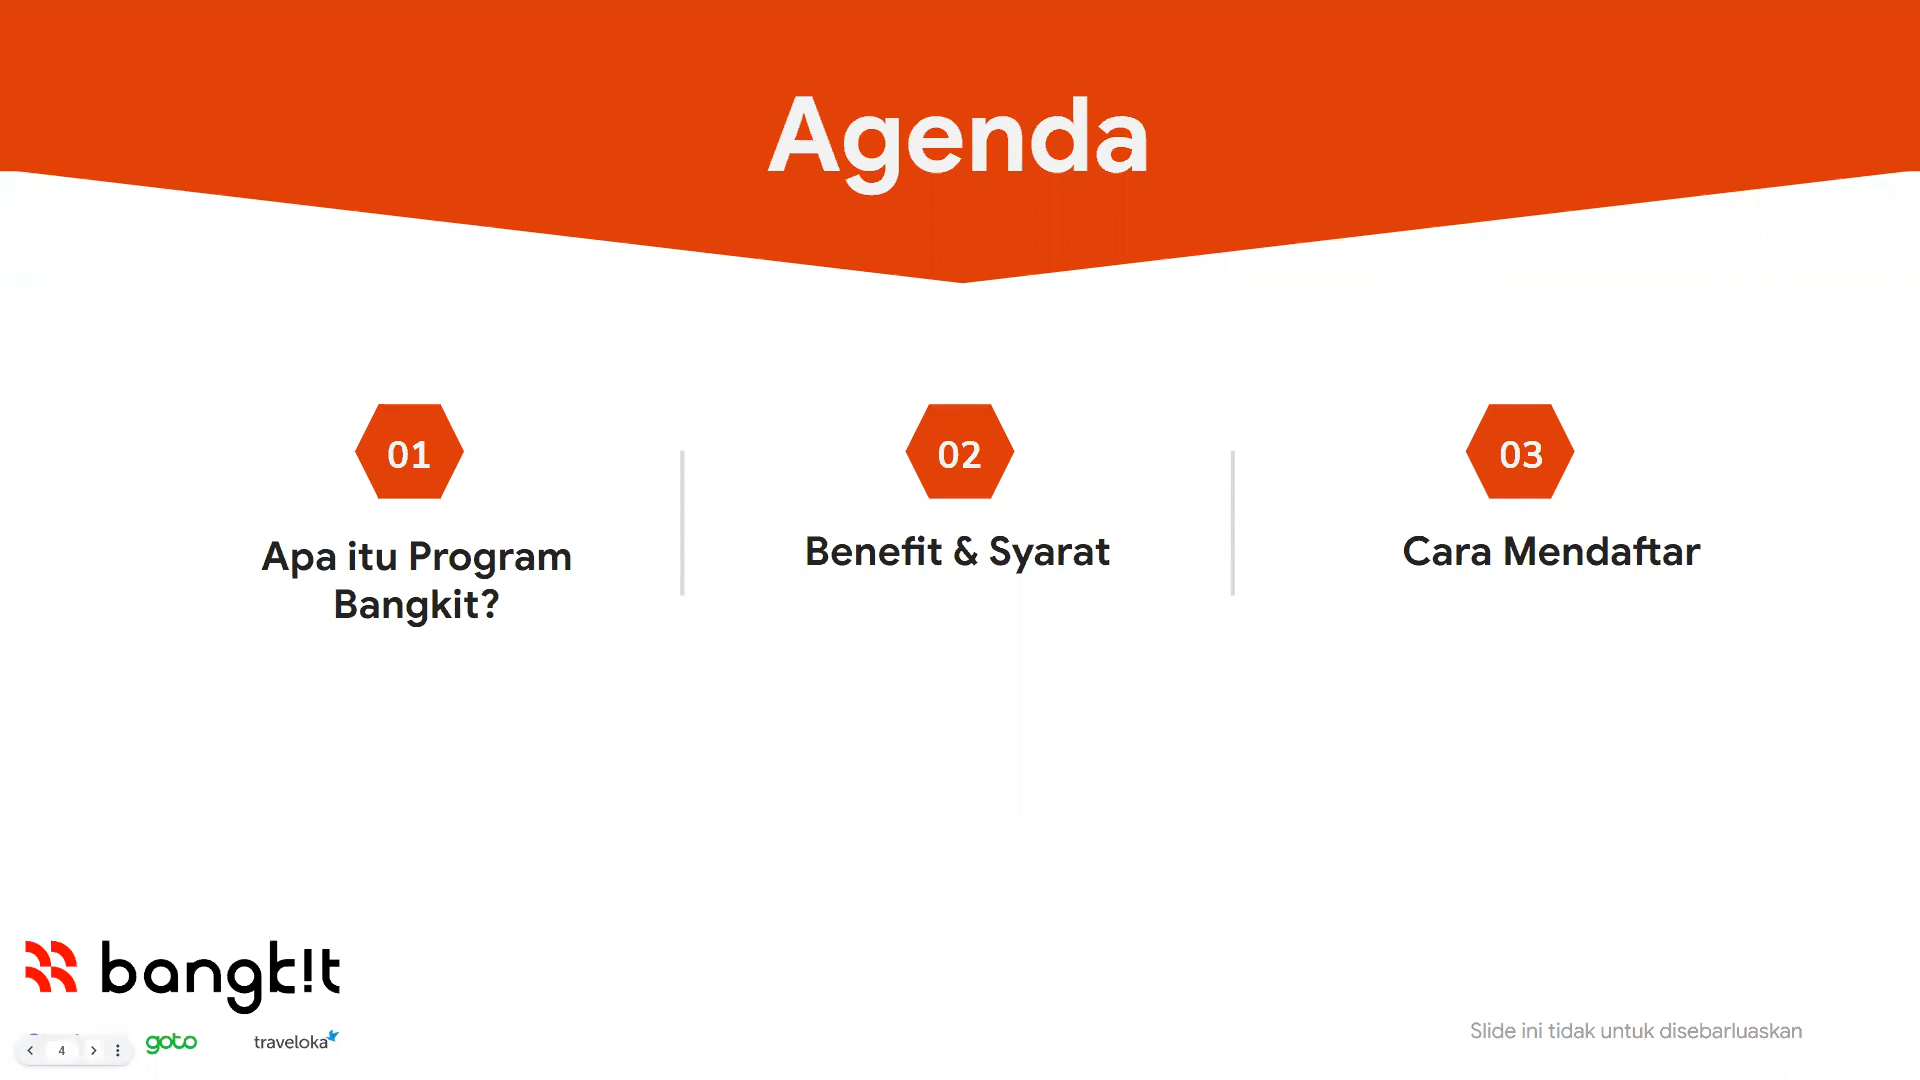 Agenda
01
Apa itu Program
Bangkit?
02
Benefit & Syarat
03
Cara Mendaftar
bangk!t
goto
traveloka
4
Slide ini tidak untuk disebarluaskan